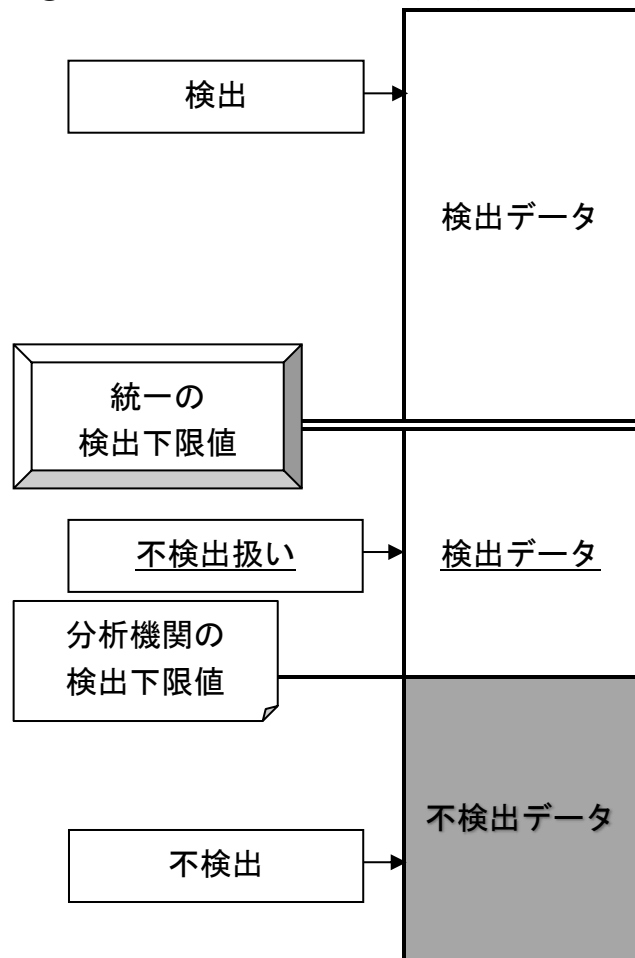 検出
検出データ
統一の
検出下限値
不検出扱い
検出データ
分析機関の
検出下限値
不検出データ
不検出